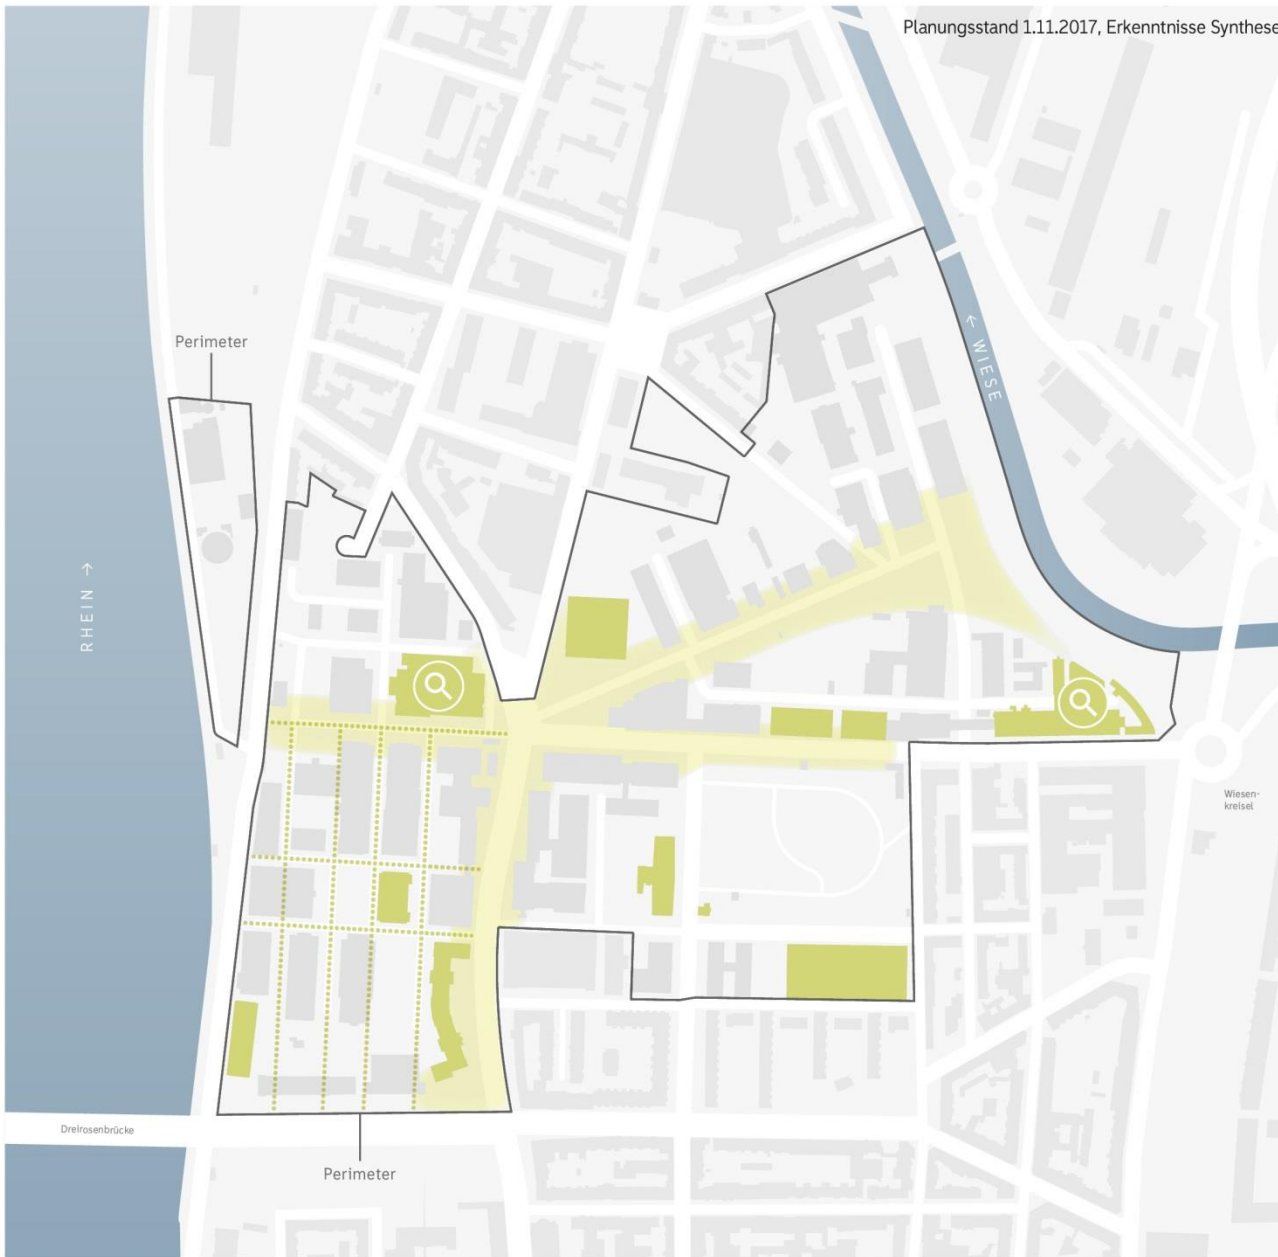 Planungsstand 1.11.2017, Erkenntnisse Synthese
Perimeter
← WIESE
RHEIN →
Wiesen-
kreisel
Dreirosenbrücke
Perimeter